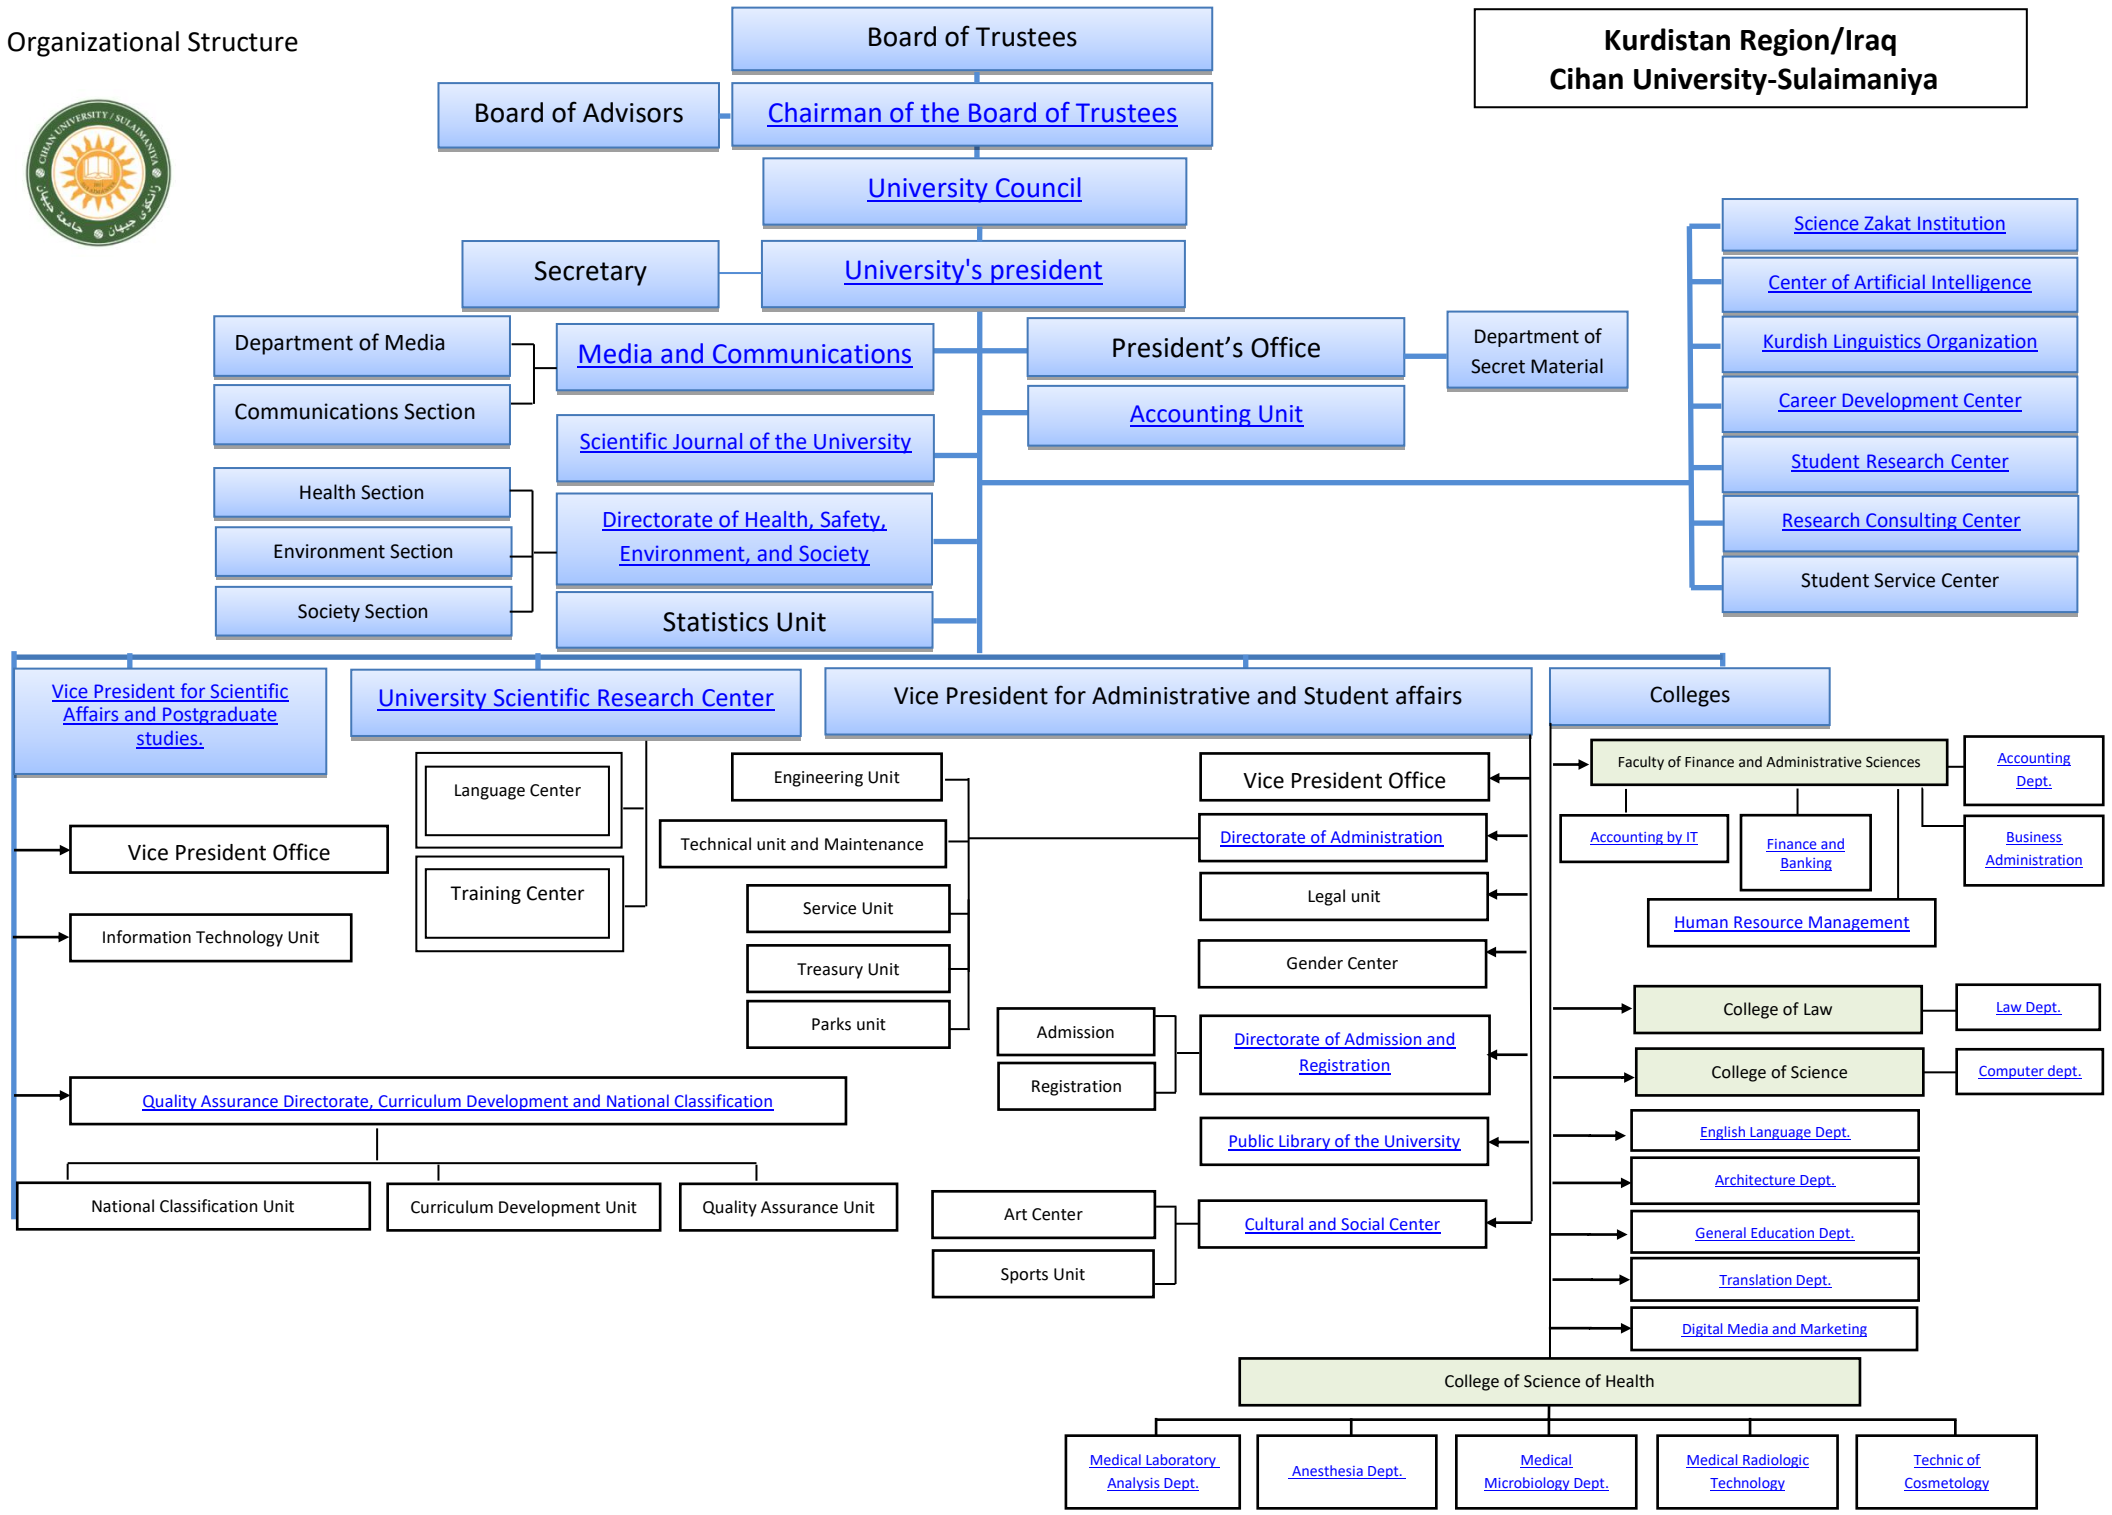 Organizational Structure
Board of Trustees
Kurdistan Region/Iraq
Cihan University-Sulaimaniya
Board of Advisors
Chairman of the Board of Trustees
CIHAN UNIVERSITY / SULAIMANIYA
زانكۆی جيهان
جامعة جيهان
University Council
Secretary
University's president
Science Zakat Institution
Center of Artificial Intelligence
Kurdish Linguistics Organization
Career Development Center
Student Research Center
Research Consulting Center
Student Service Center
Department of Media
Communications Section
Media and Communications
President’s Office
Department of
Secret Material
Accounting Unit
Scientific Journal of the University
Health Section
Environment Section
Society Section
Directorate of Health, Safety,
Environment, and Society
Statistics Unit
Vice President for Scientific
Affairs and Postgraduate
studies.
University Scientific Research Center
Vice President for Administrative and Student affairs
Colleges
Vice President Office
Information Technology Unit
Quality Assurance Directorate, Curriculum Development and National Classification
National Classification Unit
Curriculum Development Unit
Quality Assurance Unit
Language Center
Training Center
Engineering Unit
Technical unit and Maintenance
Service Unit
Treasury Unit
Parks unit
Vice President Office
Directorate of Administration
Legal unit
Gender Center
Admission
Registration
Directorate of Admission and
Registration
Public Library of the University
Art Center
Sports Unit
Cultural and Social Center
Faculty of Finance and Administrative Sciences
Accounting
Dept.
Accounting by IT
Finance and
Banking
Business
Administration
Human Resource Management
College of Law
Law Dept.
College of Science
Computer dept.
English Language Dept.
Architecture Dept.
General Education Dept.
Translation Dept.
Digital Media and Marketing
College of Science of Health
Medical Laboratory
Analysis Dept.
Anesthesia Dept.
Medical
Microbiology Dept.
Medical Radiologic
Technology
Technic of
Cosmetology